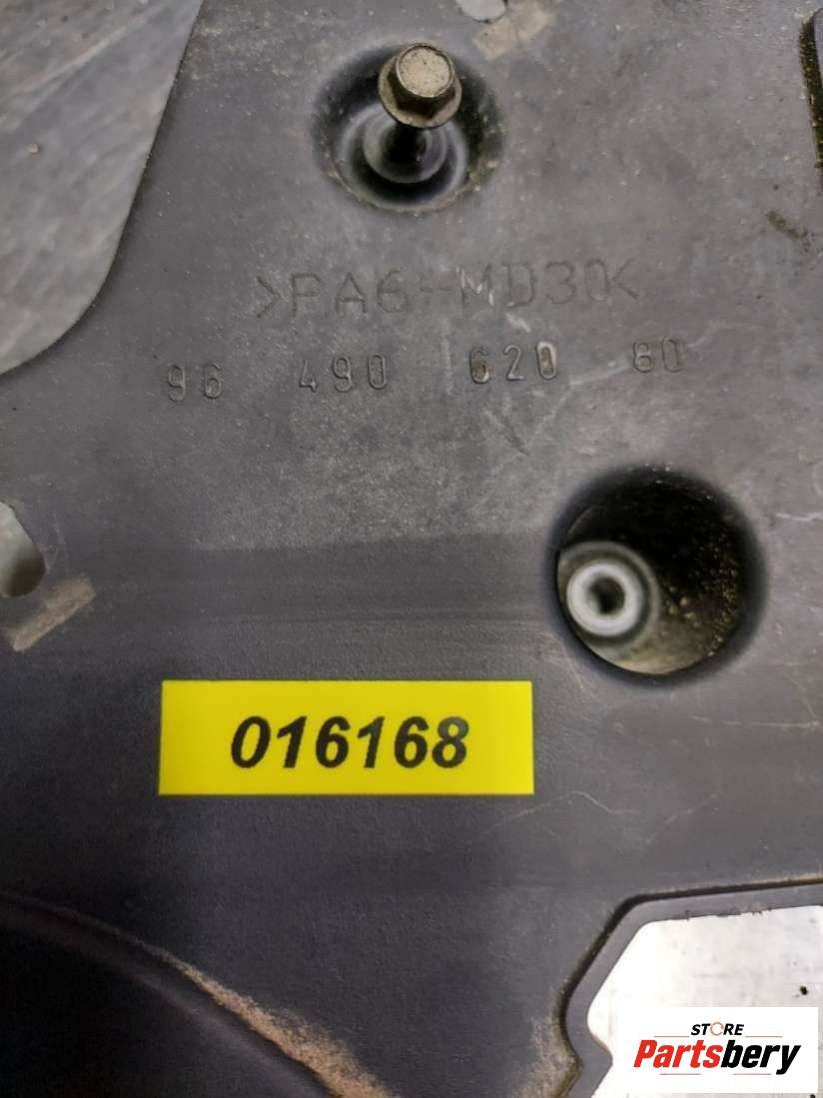 >PA6-MD30<
96 490 620 80
016168
STORE
Partsbery